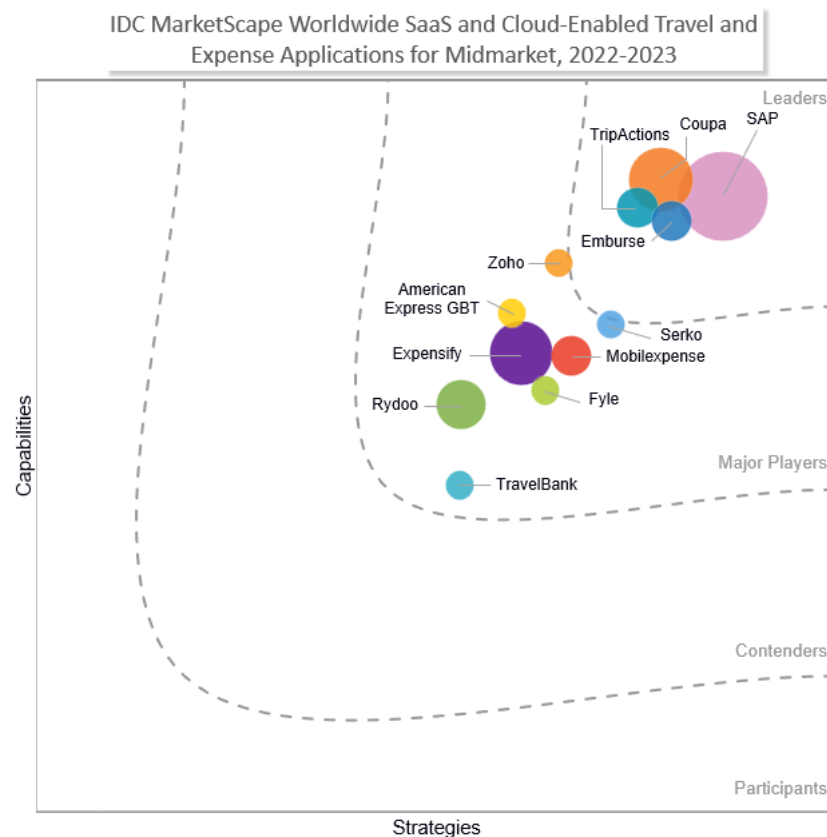 IDC MarketScape Worldwide SaaS and Cloud-Enabled Travel and
Expense Applications for Midmarket, 2022-2023
Leaders
SAP
Coupa
TripActions
Emburse
Zoho
American
Express GBT
Serko
Expensify
Mobilexpense
Fyle
Rydoo
Major Players
TravelBank
Capabilities
Contenders
Participants
Strategies